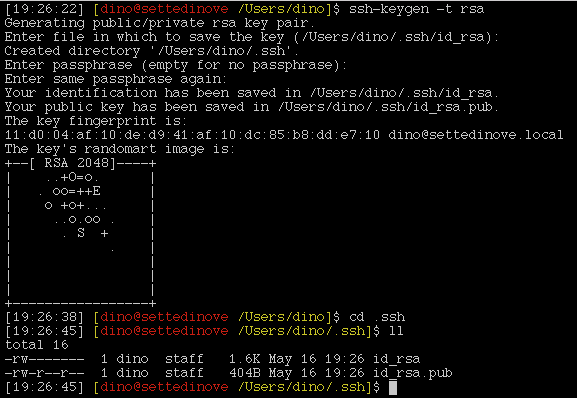 [19:26:22] [dino@settedinove /Users/dino]$ ssh-keygen -t rsa
Generating public/private rsa key pair.
Enter file in which to save the key (/Users/dino/.ssh/id_rsa):
Created directory '/Users/dino/.ssh'.
Enter passphrase (empty for no passphrase):
Enter same passphrase again:
Your identification has been saved in /Users/dino/.ssh/id_rsa.
Your public key has been saved in /Users/dino/.ssh/id_rsa.pub.
The key fingerprint is:
11:d0:04:af:10:de:d9:41:af:10:dc:85:b8:dd:e7:10 dino@settedinove.local
The key's randomart image is:
+--[ RSA 2048]----+
|    ..+O=o.      |
|   . oo=++E      |
|    o +o+...     |
|     ..o.oo .    |
|      . S  +     |
|            .    |
|                 |
|                 |
|                 |
+-----------------+
[19:26:38] [dino@settedinove /Users/dino]$ cd .ssh
[19:26:45] [dino@settedinove /Users/dino/.ssh]$ ll
total 16
-rw-------  1 dino  staff   1.6K May 16 19:26 id_rsa
-rw-r--r--  1 dino  staff   404B May 16 19:26 id_rsa.pub
[19:26:45] [dino@settedinove /Users/dino/.ssh]$